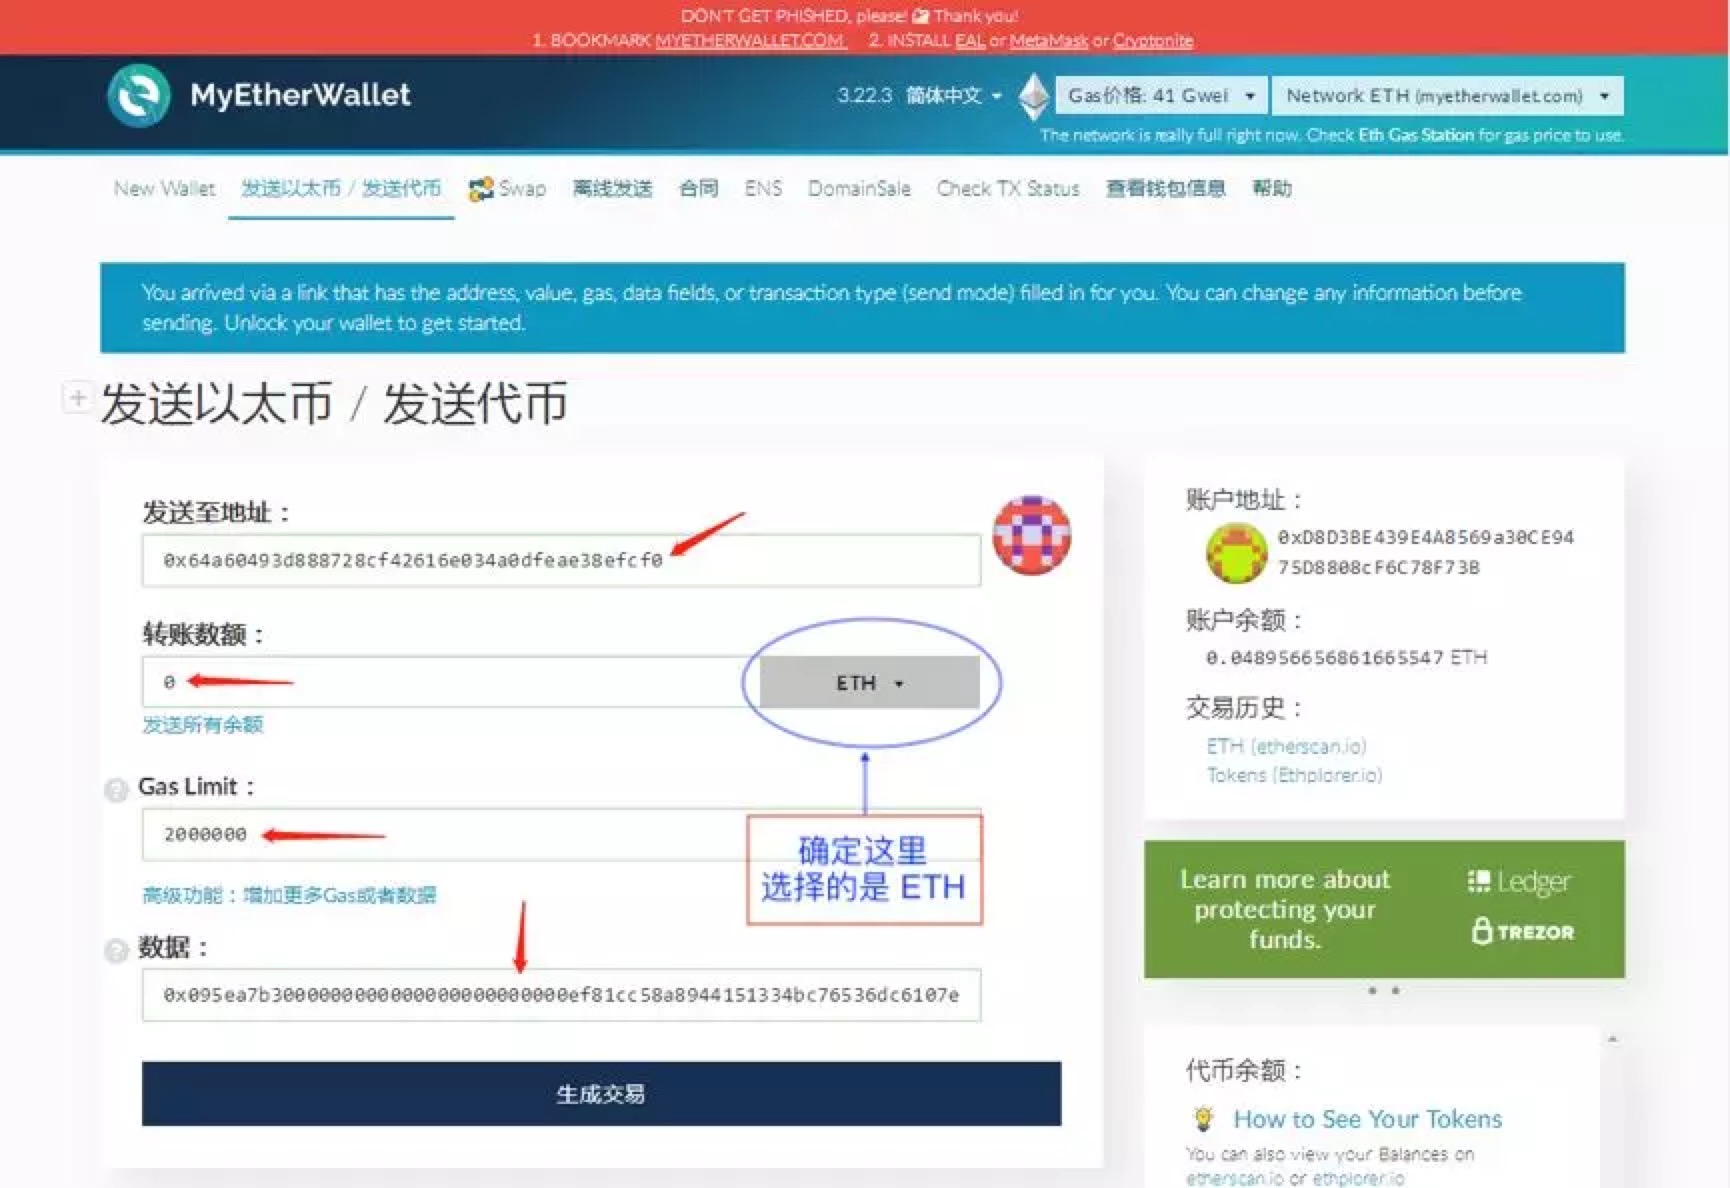 DON'T GET PHISHED, please! Thank you!
1. BOOKMARK MYETHERWALLET.COM. 2. INSTALL EAL or MetaMask or Cryptonite
MyEtherWallet
3.22.3 简体中文
Gas价格: 41 Gwei
Network ETH (myetherwallet.com)
The network is really full right now. Check Eth Gas Station for gas price to use.
New Wallet 发送以太币 / 发送代币 Swap 离线发送 合同 ENS DomainSale Check TX Status 查看钱包信息 帮助
You arrived via a link that has the address, value, gas, data fields, or transaction type (send mode) filled in for you. You can change any information before
sending. Unlock your wallet to get started.
+ 发送以太币 / 发送代币
发送至地址：
0x64a60493d888728cf42616e034a0dfeae38efcf0
转账数额：
0
ETH
发送所有余额
? Gas Limit：
2000000
确定这里
选择的是 ETH
高级功能：增加更多Gas或者数据
? 数据：
0x095ea7b3000000000000000000000000ef81cc58a8944151334bc76536dc6107e
生成交易
账户地址：
0xD8D3BE439E4A8569a30CE94
75D8808cF6C78F73B
账户余额：
0.048956656861665547 ETH
交易历史：
ETH (etherscan.io)
Tokens (Ethplorer.io)
Learn more about
protecting your
funds.
Ledger
TREZOR
代币余额：
How to See Your Tokens
You can also view your Balances on
etherscan.io or ethplorer.io